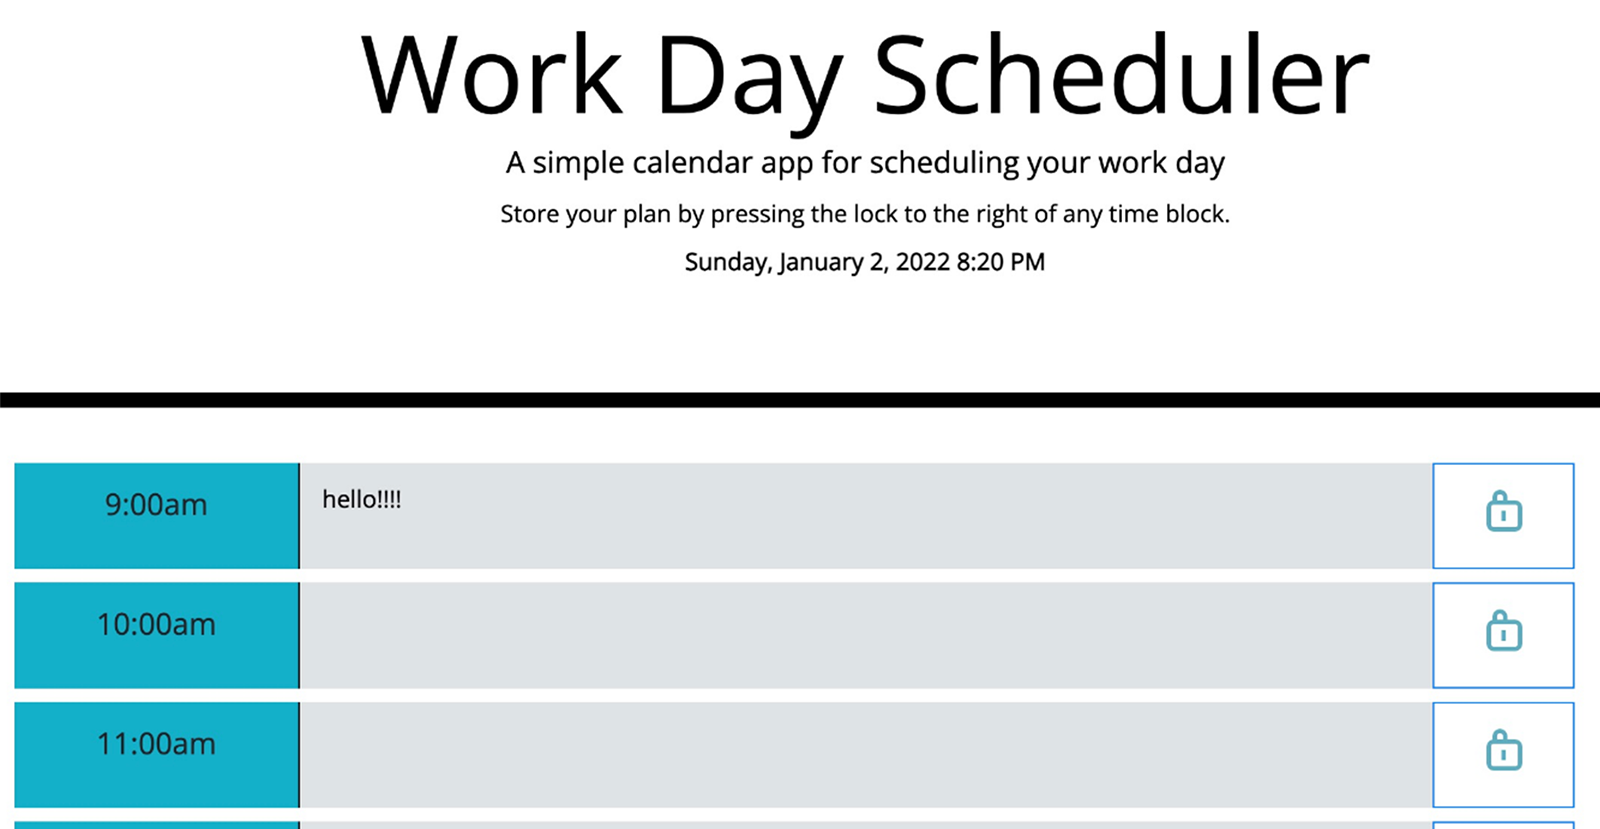 Work Day Scheduler
A simple calendar app for scheduling your work day
Store your plan by pressing the lock to the right of any time block.
Sunday, January 2, 2022 8:20 PM
9:00am
hello!!!!
10:00am
11:00am